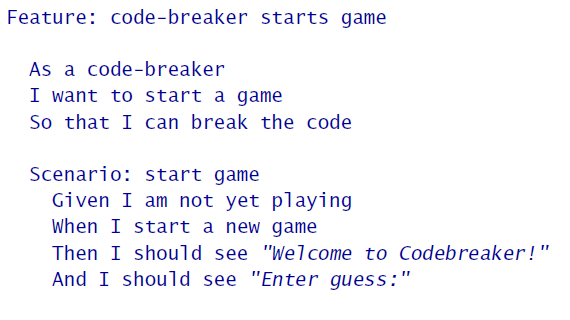 Feature: code-breaker starts game
As a code-breaker
I want to start a game
So that I can break the code
Scenario: start game
Given I am not yet playing
When I start a new game
Then I should see "Welcome to Codebreaker!"
And I should see "Enter guess:"